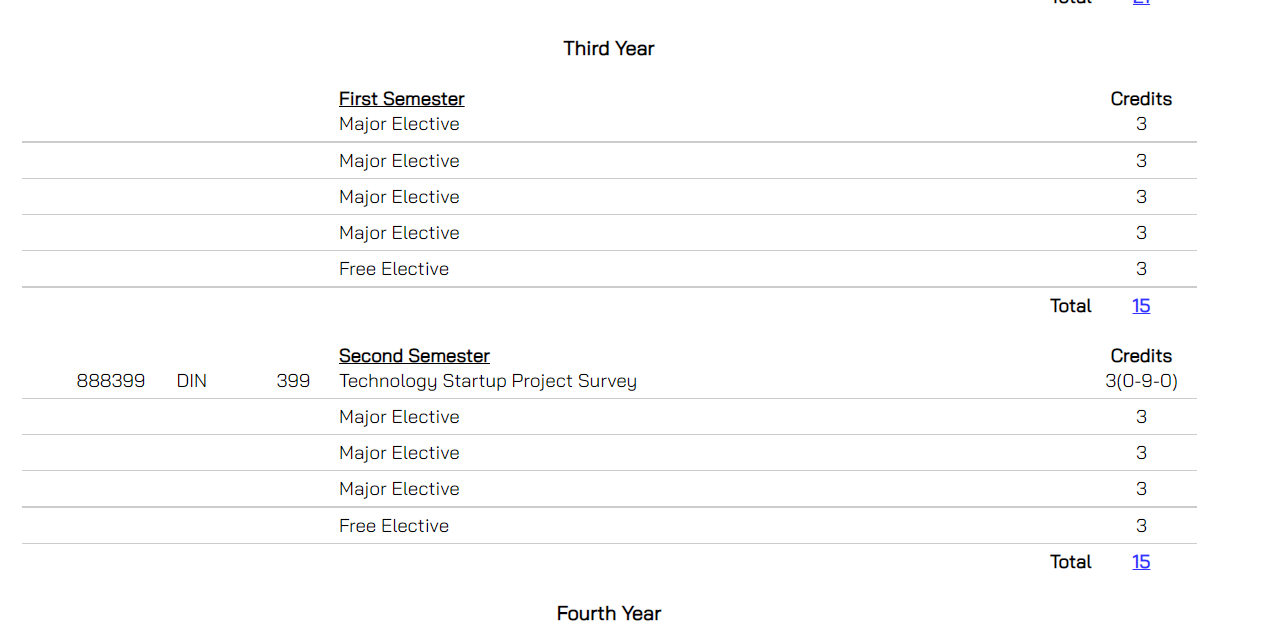 Total 21
Third Year
First Semester Credits
Major Elective 3
Major Elective 3
Major Elective 3
Major Elective 3
Free Elective 3
Total 15
Second Semester Credits
888399 DIN 399 Technology Startup Project Survey 3(0-9-0)
Major Elective 3
Major Elective 3
Major Elective 3
Free Elective 3
Total 15
Fourth Year